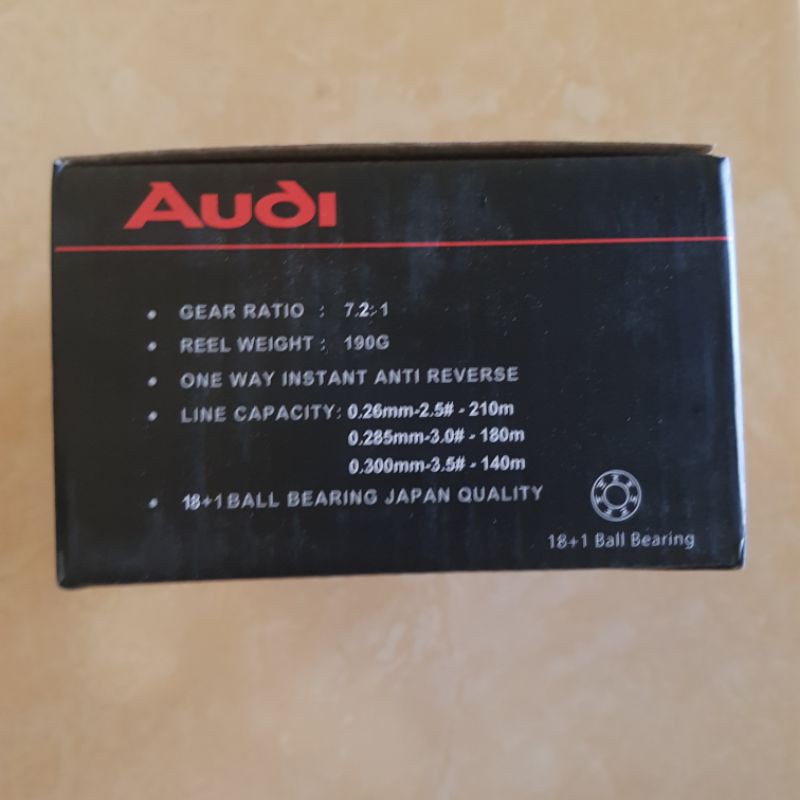 AUDI
• GEAR RATIO : 7.2:1
• REEL WEIGHT : 190G
• ONE WAY INSTANT ANTI REVERSE
• LINE CAPACITY: 0.26mm-2.5# - 210m
0.285mm-3.0# - 180m
0.300mm-3.5# - 140m
• 18+1 BALL BEARING JAPAN QUALITY
18+1 Ball Bearing